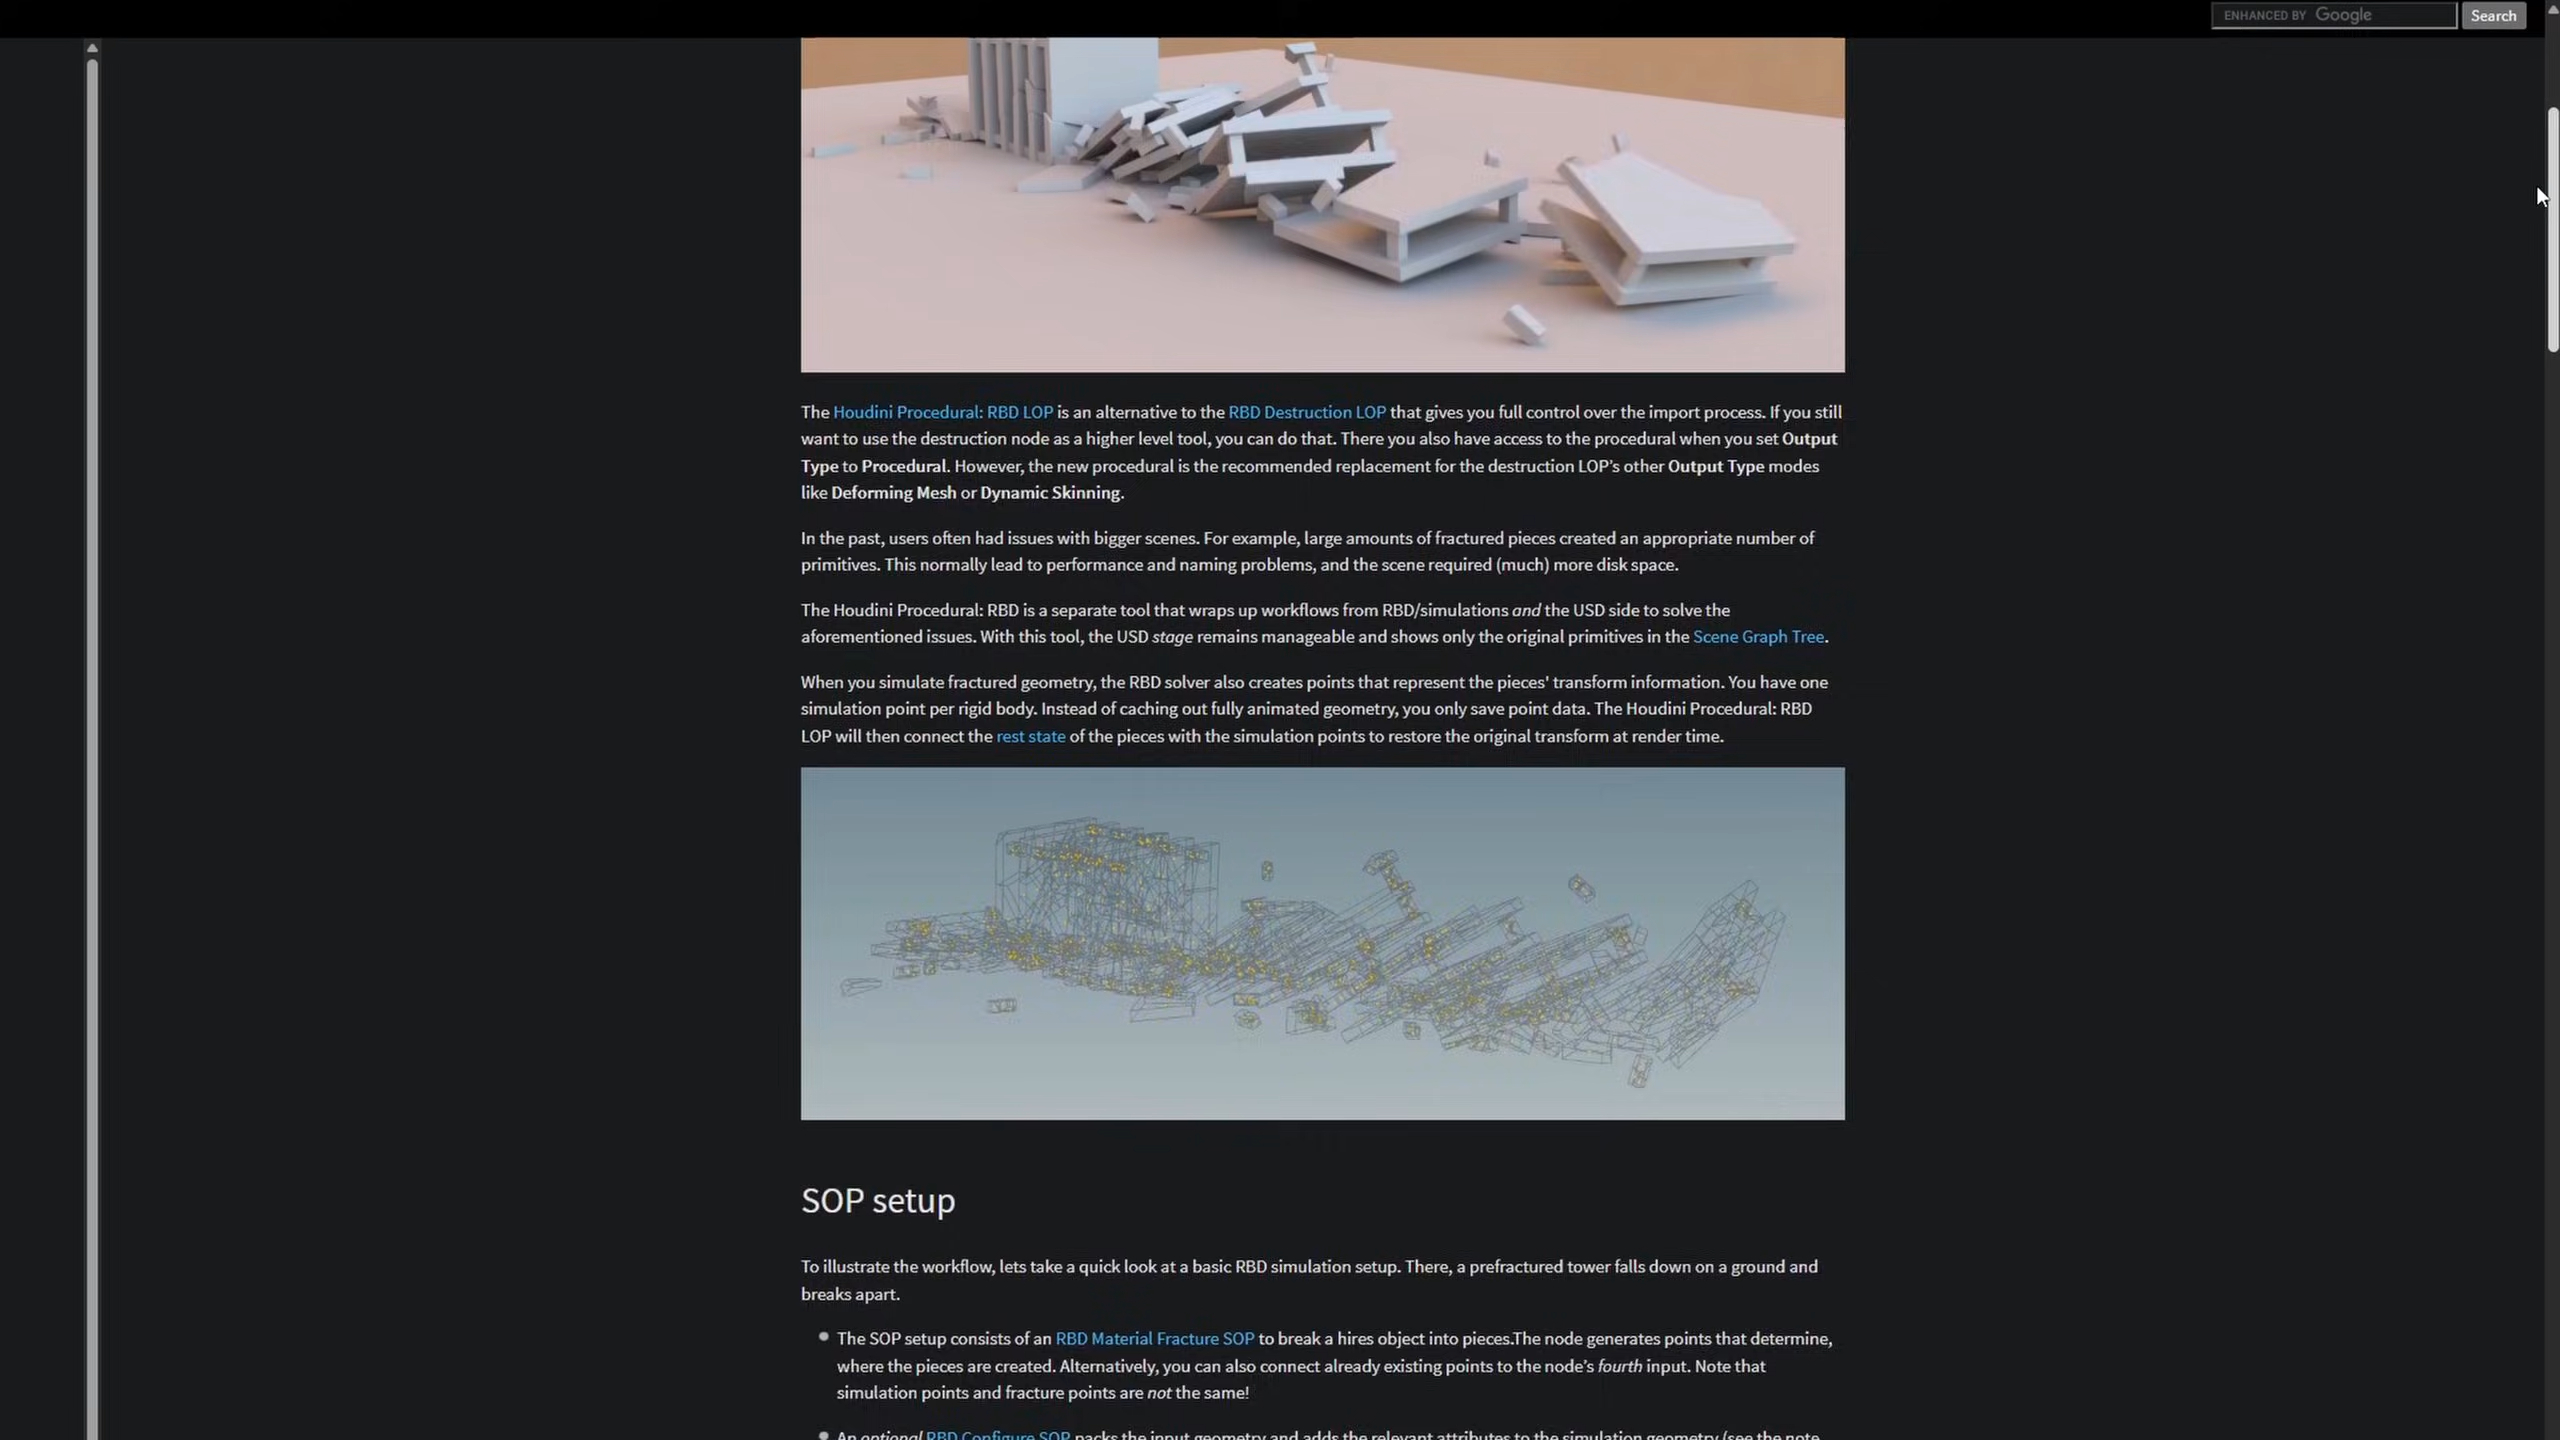 ENHANCED BY Google
Search
The Houdini Procedural: RBD LOP is an alternative to the RBD Destruction LOP that gives you full control over the import process. If you still
want to use the destruction node as a higher level tool, you can do that. There you also have access to the procedural when you set Output
Type to Procedural. However, the new procedural is the recommended replacement for the destruction LOP's other Output Type modes
like Deforming Mesh or Dynamic Skinning.
In the past, users often had issues with bigger scenes. For example, large amounts of fractured pieces created an appropriate number of
primitives. This normally lead to performance and naming problems, and the scene required (much) more disk space.
The Houdini Procedural: RBD is a separate tool that wraps up workflows from RBD/simulations and the USD side to solve the
aforementioned issues. With this tool, the USD stage remains manageable and shows only the original primitives in the Scene Graph Tree.
When you simulate fractured geometry, the RBD solver also creates points that represent the pieces' transform information. You have one
simulation point per rigid body. Instead of caching out fully animated geometry, you only save point data. The Houdini Procedural: RBD
LOP will then connect the rest state of the pieces with the simulation points to restore the original transform at render time.
SOP setup
To illustrate the workflow, lets take a quick look at a basic RBD simulation setup. There, a prefractured tower falls down on a ground and
breaks apart.
The SOP setup consists of an RBD Material Fracture SOP to break a hires object into pieces.The node generates points that determine,
where the pieces are created. Alternatively, you can also connect already existing points to the node's fourth input. Note that
simulation points and fracture points are not the same!
An optional RBD Configure SOP packs the input geometry and adds the relevant attributes to the simulation geometry (see the note